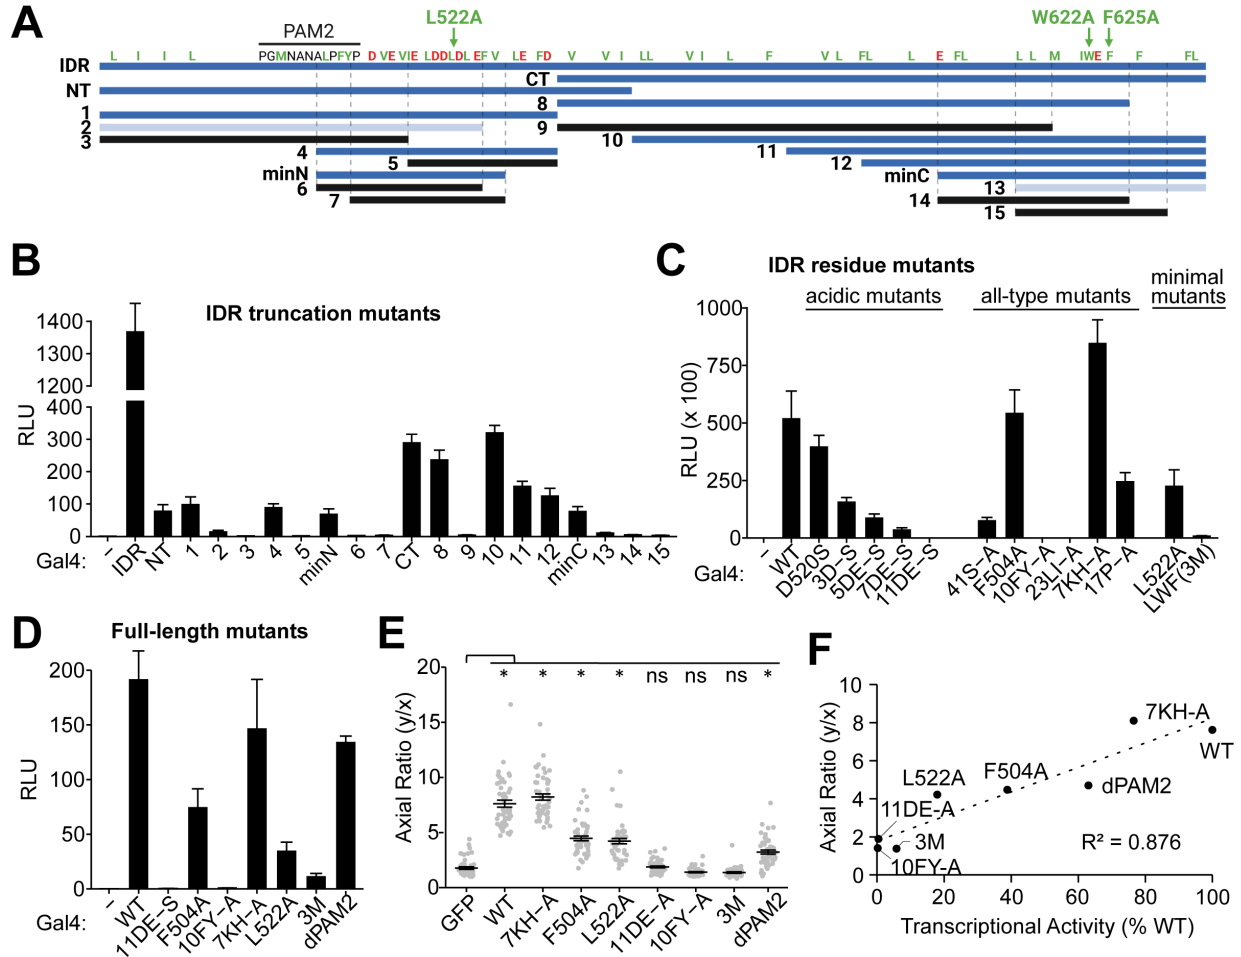 A
L522A
W622A F625A
PAM2
L I I L PGMNANALPFYP D VEVIE LDDLDLEFV LE FD V V I LL V I L F V L FL L E FL L L M IWE F F FL
IDR
CT
NT
8
1
2
9
3
10
4
11
5
12
minN
minC
6
13
7
14
15
B
IDR truncation mutants
RLU
1400
1300
1200
400
300
200
100
0
Gal4:
- IDR NT 1 2 3 4 5 minN 6 7 CT 8 9 10 11 12 minC 13 14 15
C
IDR residue mutants
acidic mutants
all-type mutants
minimal
mutants
RLU (x 100)
1000
750
500
250
0
Gal4:
- WT D520S 3D-S 5DE-S 7DE-S 11DE-S 41S-A F504A 10FY-A 23LI-A 7KH-A 17P-A L522A LWF(3M)
D
Full-length mutants
RLU
200
150
100
50
0
Gal4:
- WT 11DE-S F504A 10FY-A 7KH-A L522A 3M dPAM2
E
Axial Ratio (y/x)
20
15
10
5
0
* * * * ns ns ns *
GFP WT 7KH-A F504A L522A 11DE-A 10FY-A 3M dPAM2
F
Axial Ratio (y/x)
10
8
6
4
2
0
7KH-A
WT
L522A
F504A
dPAM2
11DE-A
3M
10FY-A
R² = 0.876
0 20 40 60 80 100
Transcriptional Activity (% WT)